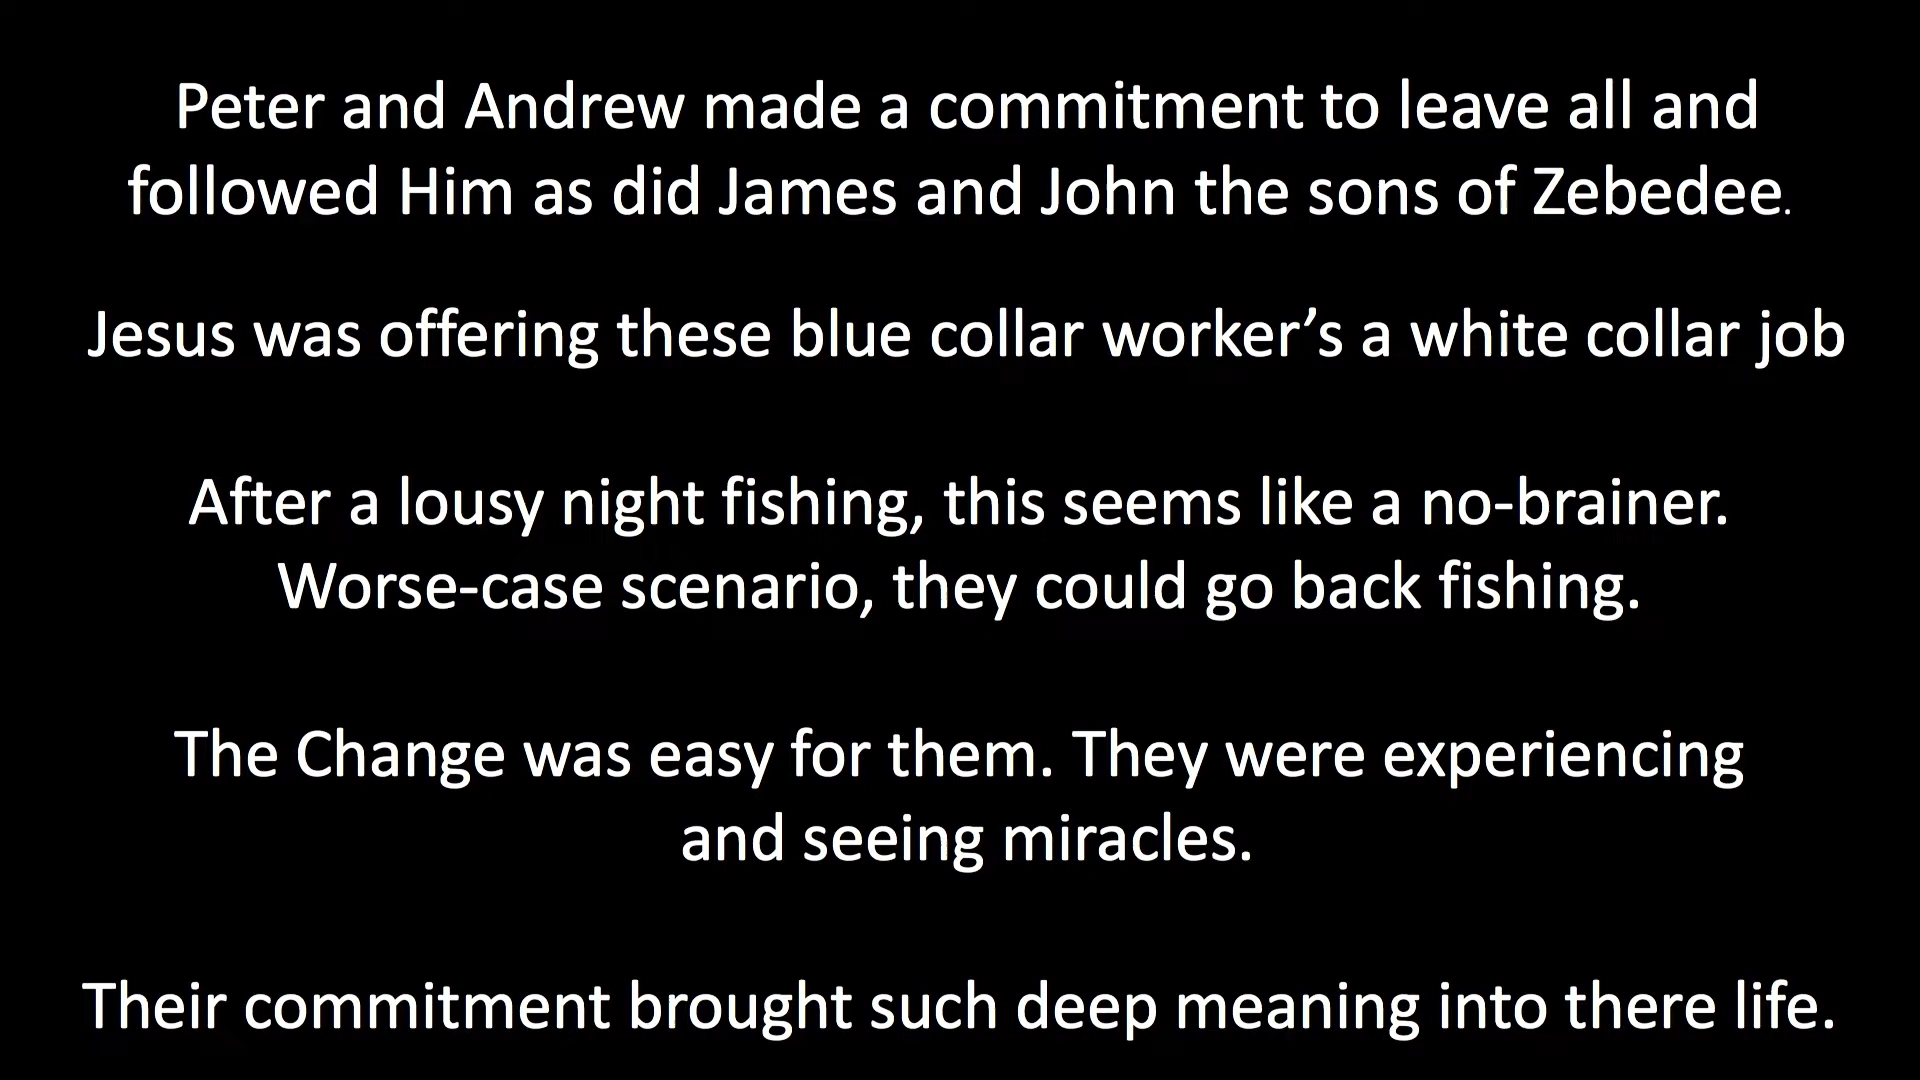 Peter and Andrew made a commitment to leave all and
followed Him as did James and John the sons of Zebedee.
Jesus was offering these blue collar worker’s a white collar job
After a lousy night fishing, this seems like a no-brainer.
Worse-case scenario, they could go back fishing.
The Change was easy for them. They were experiencing
and seeing miracles.
Their commitment brought such deep meaning into there life.